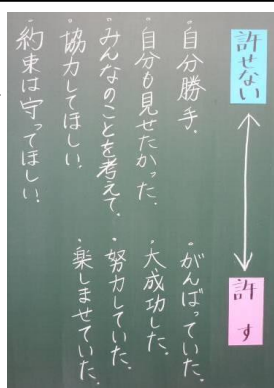 許せない
許す
・自分勝手。
・自分も見せたかった。
・みんなのことを考えて、
・協力してほしい。
・約束は守ってほしい。
・がんばっていた。
・大成功した。
・努力していた。
・楽しませていた。